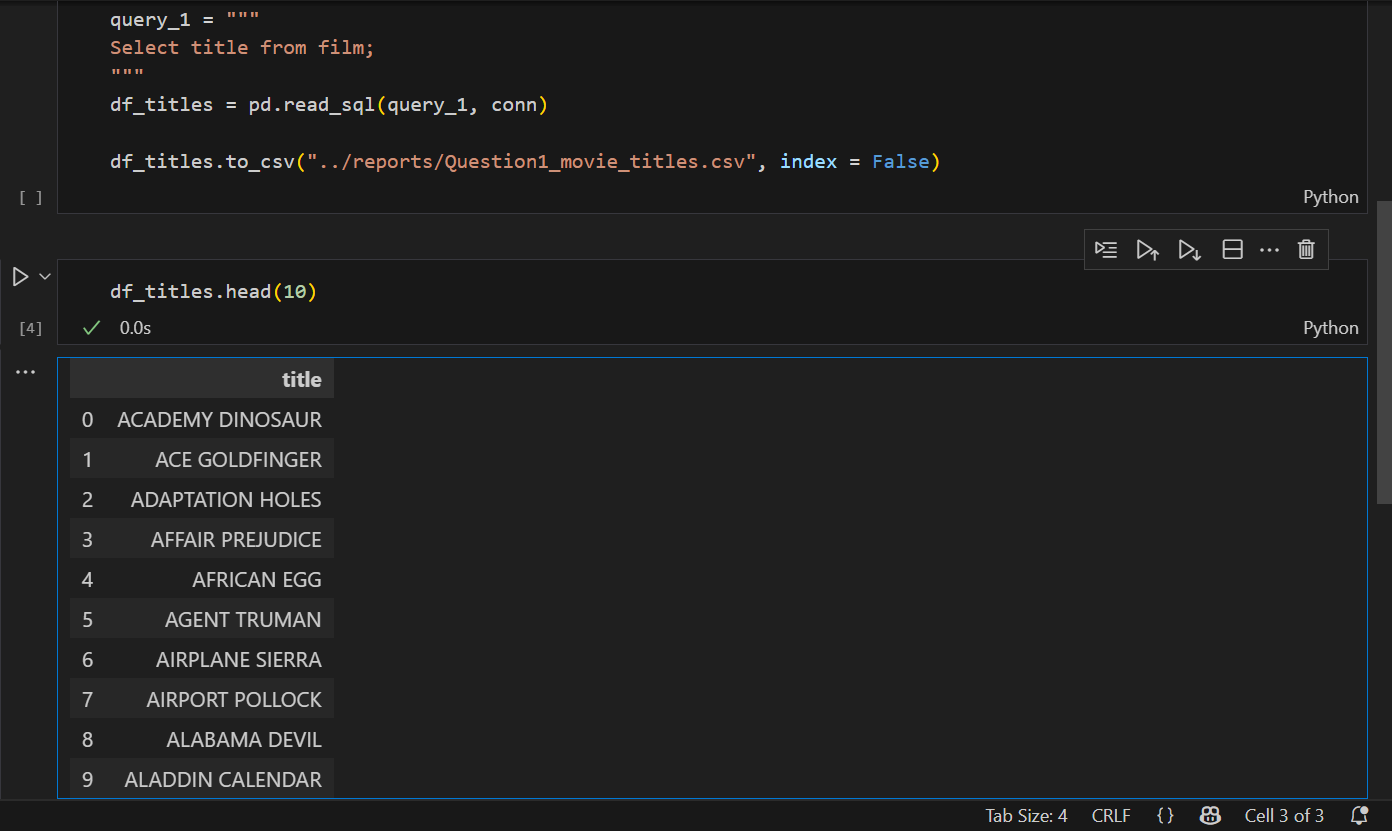 query_1 = """
Select title from film;
"""
df_titles = pd.read_sql(query_1, conn)
df_titles.to_csv("../reports/Question1_movie_titles.csv", index = False)
[ ]
Python
df_titles.head(10)
[4]
0.0s
Python
title
0 ACADEMY DINOSAUR
1 ACE GOLDFINGER
2 ADAPTATION HOLES
3 AFFAIR PREJUDICE
4 AFRICAN EGG
5 AGENT TRUMAN
6 AIRPLANE SIERRA
7 AIRPORT POLLOCK
8 ALABAMA DEVIL
9 ALADDIN CALENDAR
Tab Size: 4 CRLF {} Cell 3 of 3